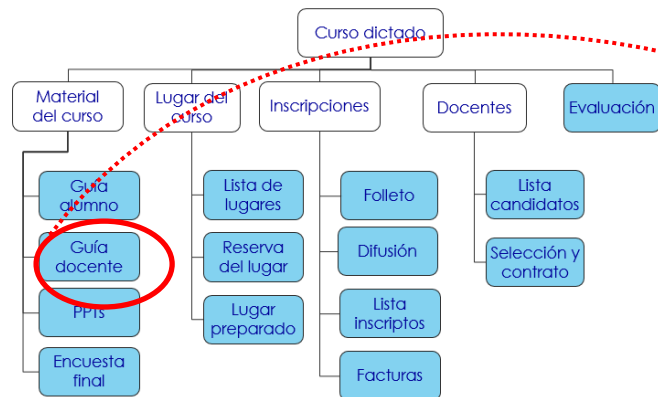 Curso dictado
Material
del curso
Lugar del
curso
Inscripciones
Docentes
Evaluación
Guía
alumno
Guía
docente
PPTs
Encuesta
final
Lista de
lugares
Reserva
del lugar
Lugar
preparado
Folleto
Difusión
Lista
inscriptos
Facturas
Lista
candidatos
Selección y
contrato